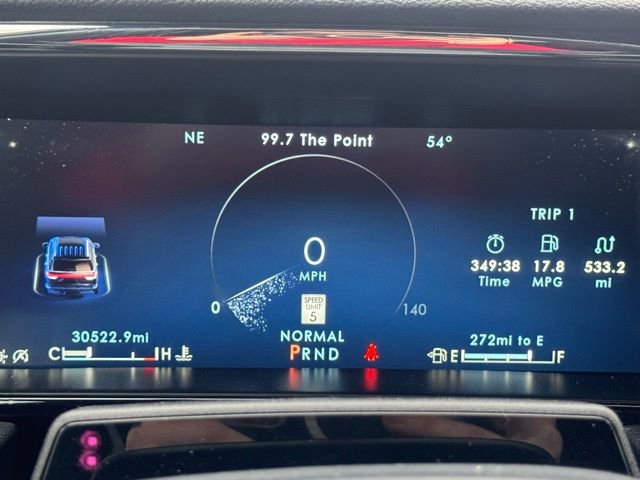 NE 99.7 The Point 54°
TRIP 1
349:38 17.8 533.2
Time MPG mi
0
MPH
0 140
SPEED
LIMIT
5
30522.9mi NORMAL 272mi to E
C H PRND E F